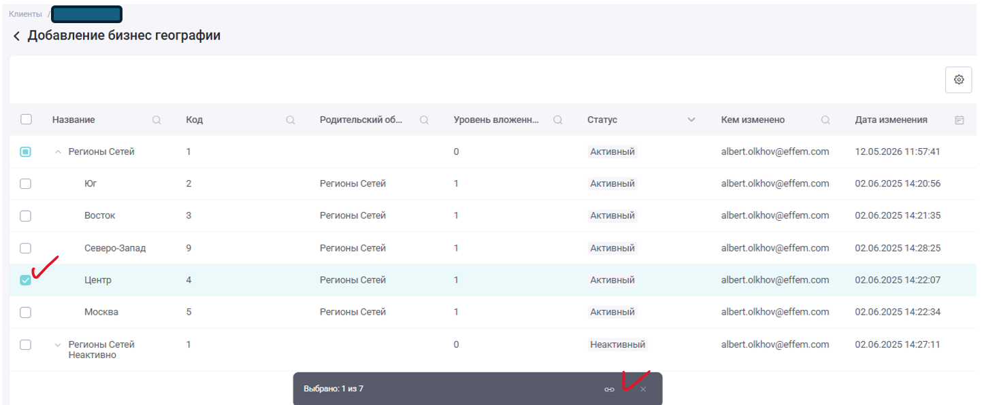 Клиенты /
Добавление бизнес географии
Название Код Родительский об... Уровень вложенн... Статус Кем изменено Дата изменения
Регионы Сетей 1 0 Активный albert.olkhov@effem.com 12.05.2026 11:57:41
Юг 2 Регионы Сетей 1 Активный albert.olkhov@effem.com 02.06.2025 14:20:56
Восток 3 Регионы Сетей 1 Активный albert.olkhov@effem.com 02.06.2025 14:21:35
Северо-Запад 9 Регионы Сетей 1 Активный albert.olkhov@effem.com 02.06.2025 14:28:25
Центр 4 Регионы Сетей 1 Активный albert.olkhov@effem.com 02.06.2025 14:22:07
Москва 5 Регионы Сетей 1 Активный albert.olkhov@effem.com 02.06.2025 14:22:34
Регионы Сетей 1 0 Неактивный albert.olkhov@effem.com 02.06.2025 14:27:11
Неактивно
Выбрано: 1 из 7